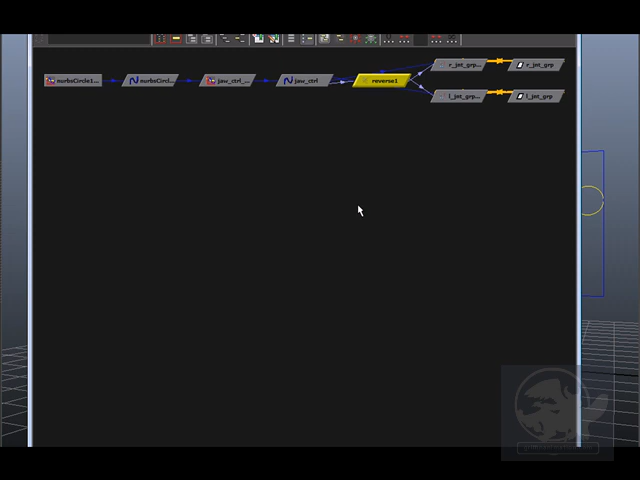 r_jnt_grp... r_jnt_grp
nurbsCircle1... nurbsCircl... jaw_ctrl_... jaw_ctrl reverse1
l_jnt_grp... l_jnt_grp